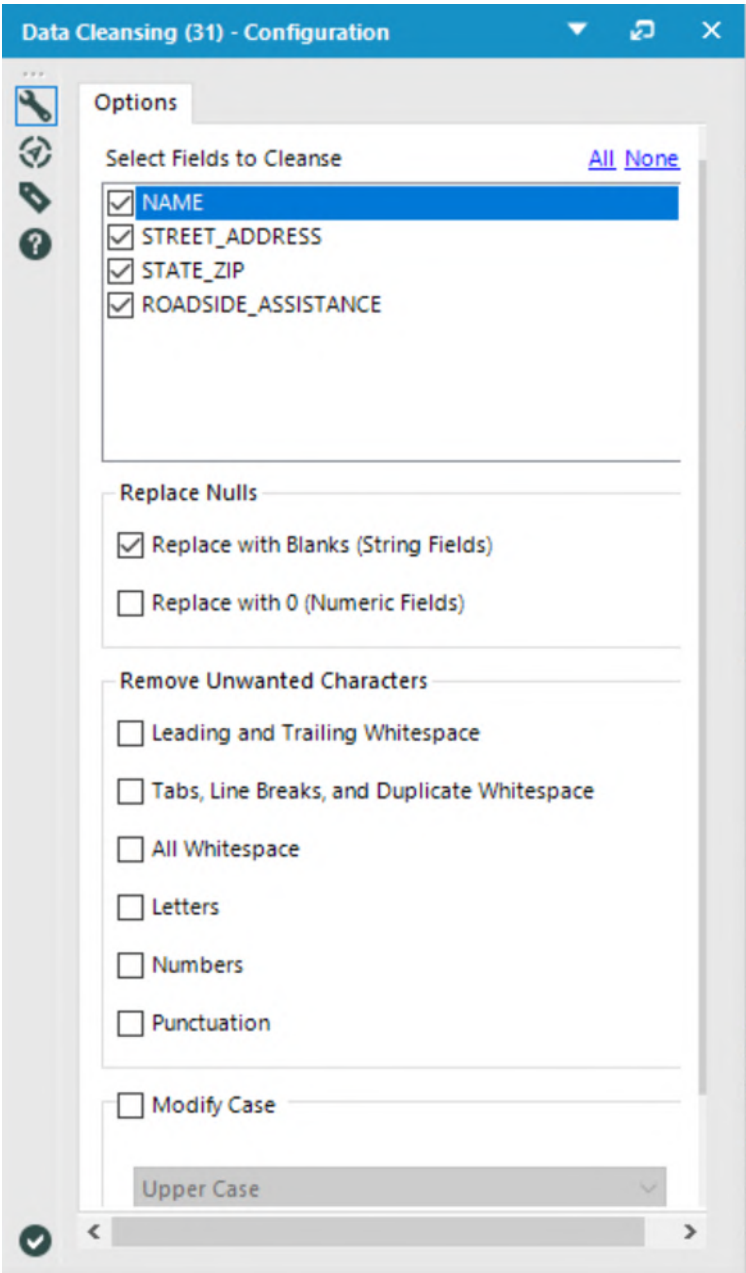 Data Cleansing (31) - Configuration
Options
Select Fields to Cleanse All None
NAME
STREET_ADDRESS
STATE_ZIP
ROADSIDE_ASSISTANCE
Replace Nulls
Replace with Blanks (String Fields)
Replace with 0 (Numeric Fields)
Remove Unwanted Characters
Leading and Trailing Whitespace
Tabs, Line Breaks, and Duplicate Whitespace
All Whitespace
Letters
Numbers
Punctuation
Modify Case
Upper Case